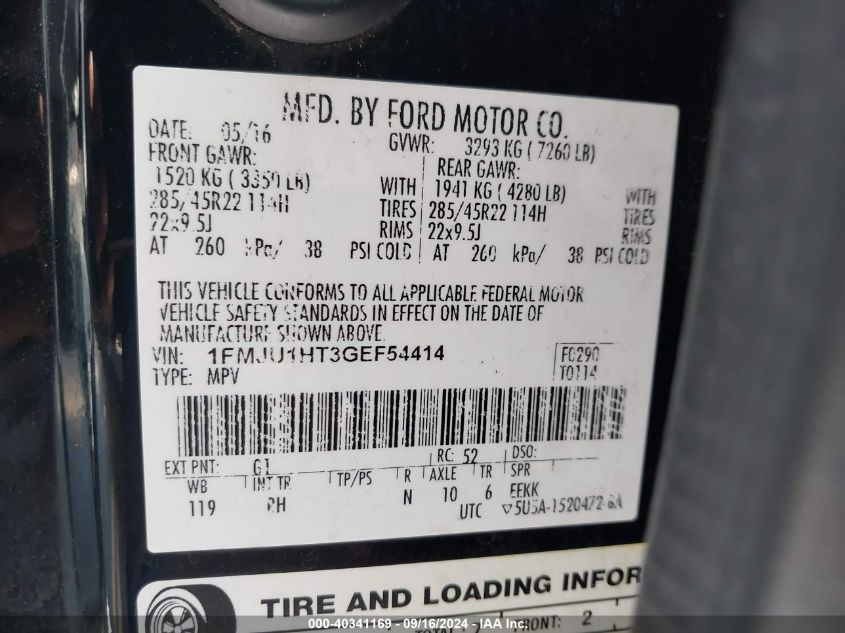 MFD. BY FORD MOTOR CO.
DATE: 05/16 GVWR: 3293 KG ( 7260 LB)
FRONT GAWR: REAR GAWR:
1520 KG ( 3350 LB) WITH 1941 KG ( 4280 LB) WITH
285/45R22 114H TIRES 285/45R22 114H TIRES
22x9.5J RIMS 22x9.5J RIMS
AT 260 kPa/ 38 PSI COLD AT 260 kPa/ 38 PSI COLD
THIS VEHICLE CONFORMS TO ALL APPLICABLE FEDERAL MOTOR
VEHICLE SAFETY STANDARDS IN EFFECT ON THE DATE OF
MANUFACTURE SHOWN ABOVE.
VIN: 1FMJU1HT3GEF54414 F0290
TYPE: MPV T0114
EXT PNT: G1 RC: 52 DSO:
WB INT TR TP/PS R AXLE TR SPR
119 RH N 10 6 EEKK
UTC ▽5U5A-1520472-BA
TIRE AND LOADING INFOR
FRONT: 2
000-40341169 - 09/16/2024 - IAA Inc.